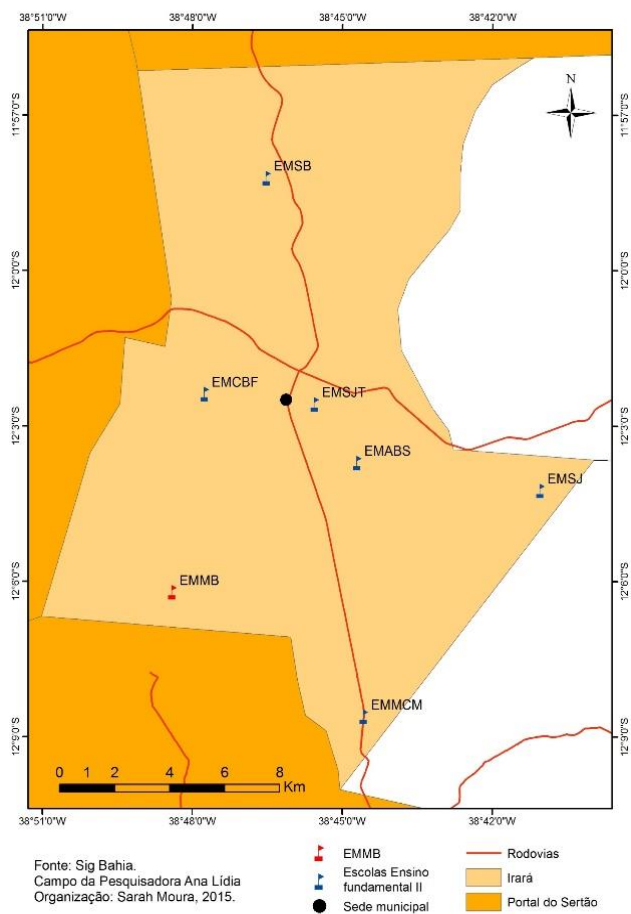 38°51'0"W 38°48'0"W 38°45'0"W 38°42'0"W
N
11°57'0"S 11°57'0"S
EMSB
12°0'0"S 12°0'0"S
EMCBF
EMSJT
12°3'0"S 12°3'0"S
EMABS
EMSJ
EMMB
12°6'0"S 12°6'0"S
EMMCM
12°9'0"S 12°9'0"S
0 1 2 4 6 8
Km
38°51'0"W 38°48'0"W 38°45'0"W 38°42'0"W
Fonte: Sig Bahia.
Campo da Pesquisadora Ana Lídia
Organização: Sarah Moura, 2015.
EMMB
Escolas Ensino
fundamental II
Sede municipal
Rodovias
Irará
Portal do Sertão